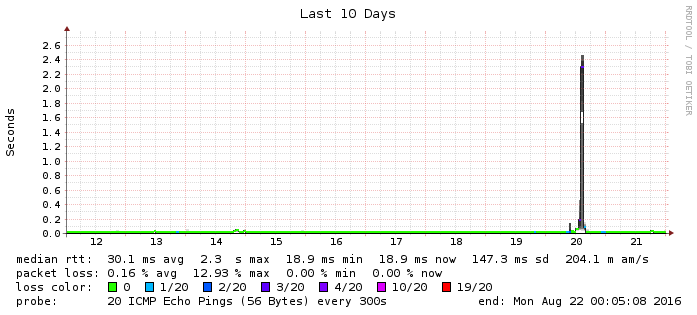 Last 10 Days
RRDTOOL / TOBI OETIKER
Seconds
2.6
2.4
2.2
2.0
1.8
1.6
1.4
1.2
1.0
0.8
0.6
0.4
0.2
0.0
12 13 14 15 16 17 18 19 20 21
median rtt: 30.1 ms avg 2.3 s max 18.9 ms min 18.9 ms now 147.3 ms sd 204.1 m am/s
packet loss: 0.16 % avg 12.93 % max 0.00 % min 0.00 % now
loss color: 0 1/20 2/20 3/20 4/20 10/20 19/20
probe: 20 ICMP Echo Pings (56 Bytes) every 300s end: Mon Aug 22 00:05:08 2016